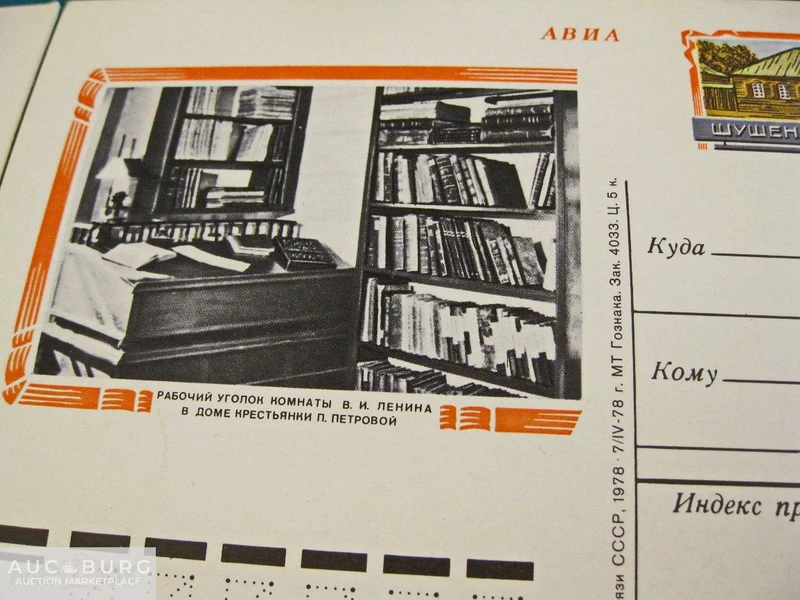 АВИА
ШУШЕН
РАБОЧИЙ УГОЛОК КОМНАТЫ В. И. ЛЕНИНА
В ДОМЕ КРЕСТЬЯНКИ П. ПЕТРОВОЙ
Куда
Кому
Индекс пр
язи СССР, 1978 · 7/IV-78 г. МТ Гознака. Зак. 4033. Ц. 5 к.
AUCBURG
AUCTION MARKETPLACE